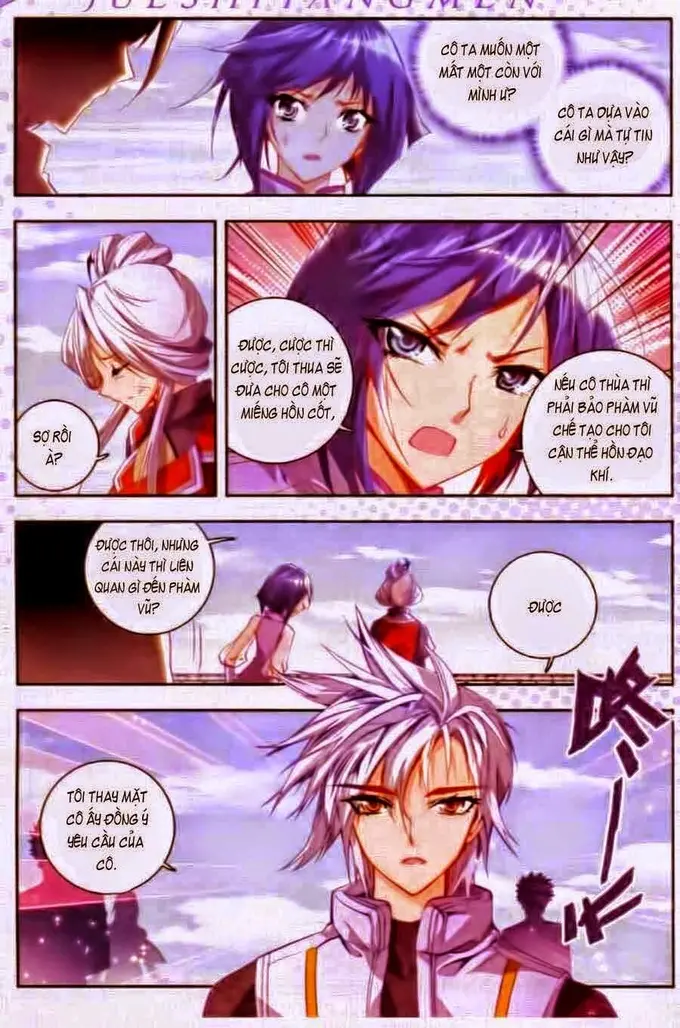 JUESHITANGMEN
CÔ TA MUỐN MỘT
MẤT MỘT CÒN VỚI
MÌNH Ư?
CÔ TA DỰA VÀO
CÁI GÌ MÀ TỰ TIN
NHƯ VẬY?
SỢ RỒI
À?
ĐƯỢC, CƯỢC THÌ
CƯỢC, TÔI THUA SẼ
ĐƯA CHO CÔ MỘT
MIẾNG HỒN CỐT,
NẾU CÔ THÙA THÌ
PHẢI BẢO PHÀM VŨ
CHẾ TẠO CHO TÔI
CẬN THỂ HỒN ĐẠO
KHÍ.
ĐƯỢC THÔI, NHƯNG
CÁI NÀY THÌ LIÊN
QUAN GÌ ĐẾN PHÀM
VŨ?
ĐƯỢC
TÔI THAY MẶT
CÔ ẤY ĐỒNG Ý
YÊU CẦU CỦA
CÔ.